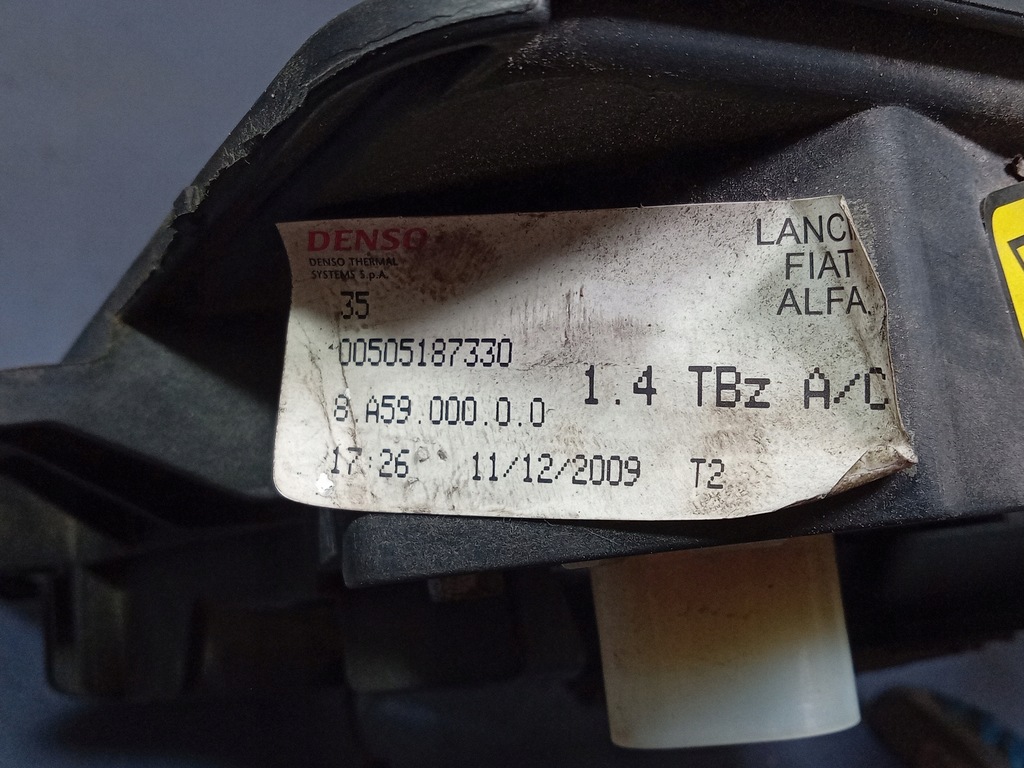 DENSO
DENSO THERMAL
SYSTEMS S.p.A.
LANCI
FIAT
ALFA
35
00505187330
1.4 TBz A/C
8 A59.000.0.0
17:26 11/12/2009 T2